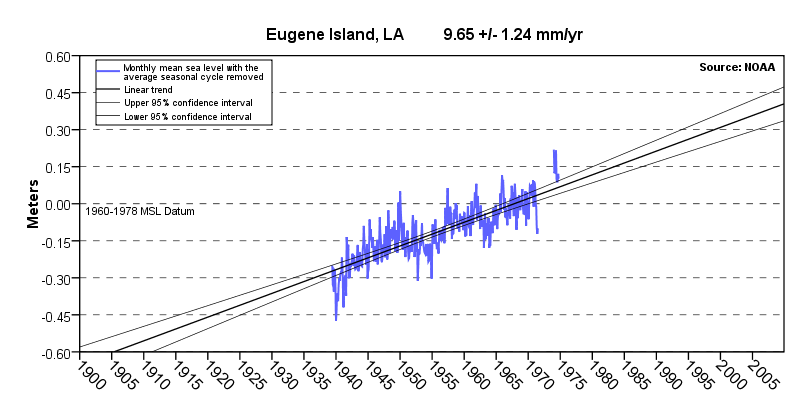 Eugene Island, LA 9.65 +/- 1.24 mm/yr
Source: NOAA
Monthly mean sea level with the
average seasonal cycle removed
Linear trend
Upper 95% confidence interval
Lower 95% confidence interval
Meters
0.60
0.45
0.30
0.15
0.00
-0.15
-0.30
-0.45
-0.60
1960-1978 MSL Datum
1900 1905 1910 1915 1920 1925 1930 1935 1940 1945 1950 1955 1960 1965 1970 1975 1980 1985 1990 1995 2000 2005